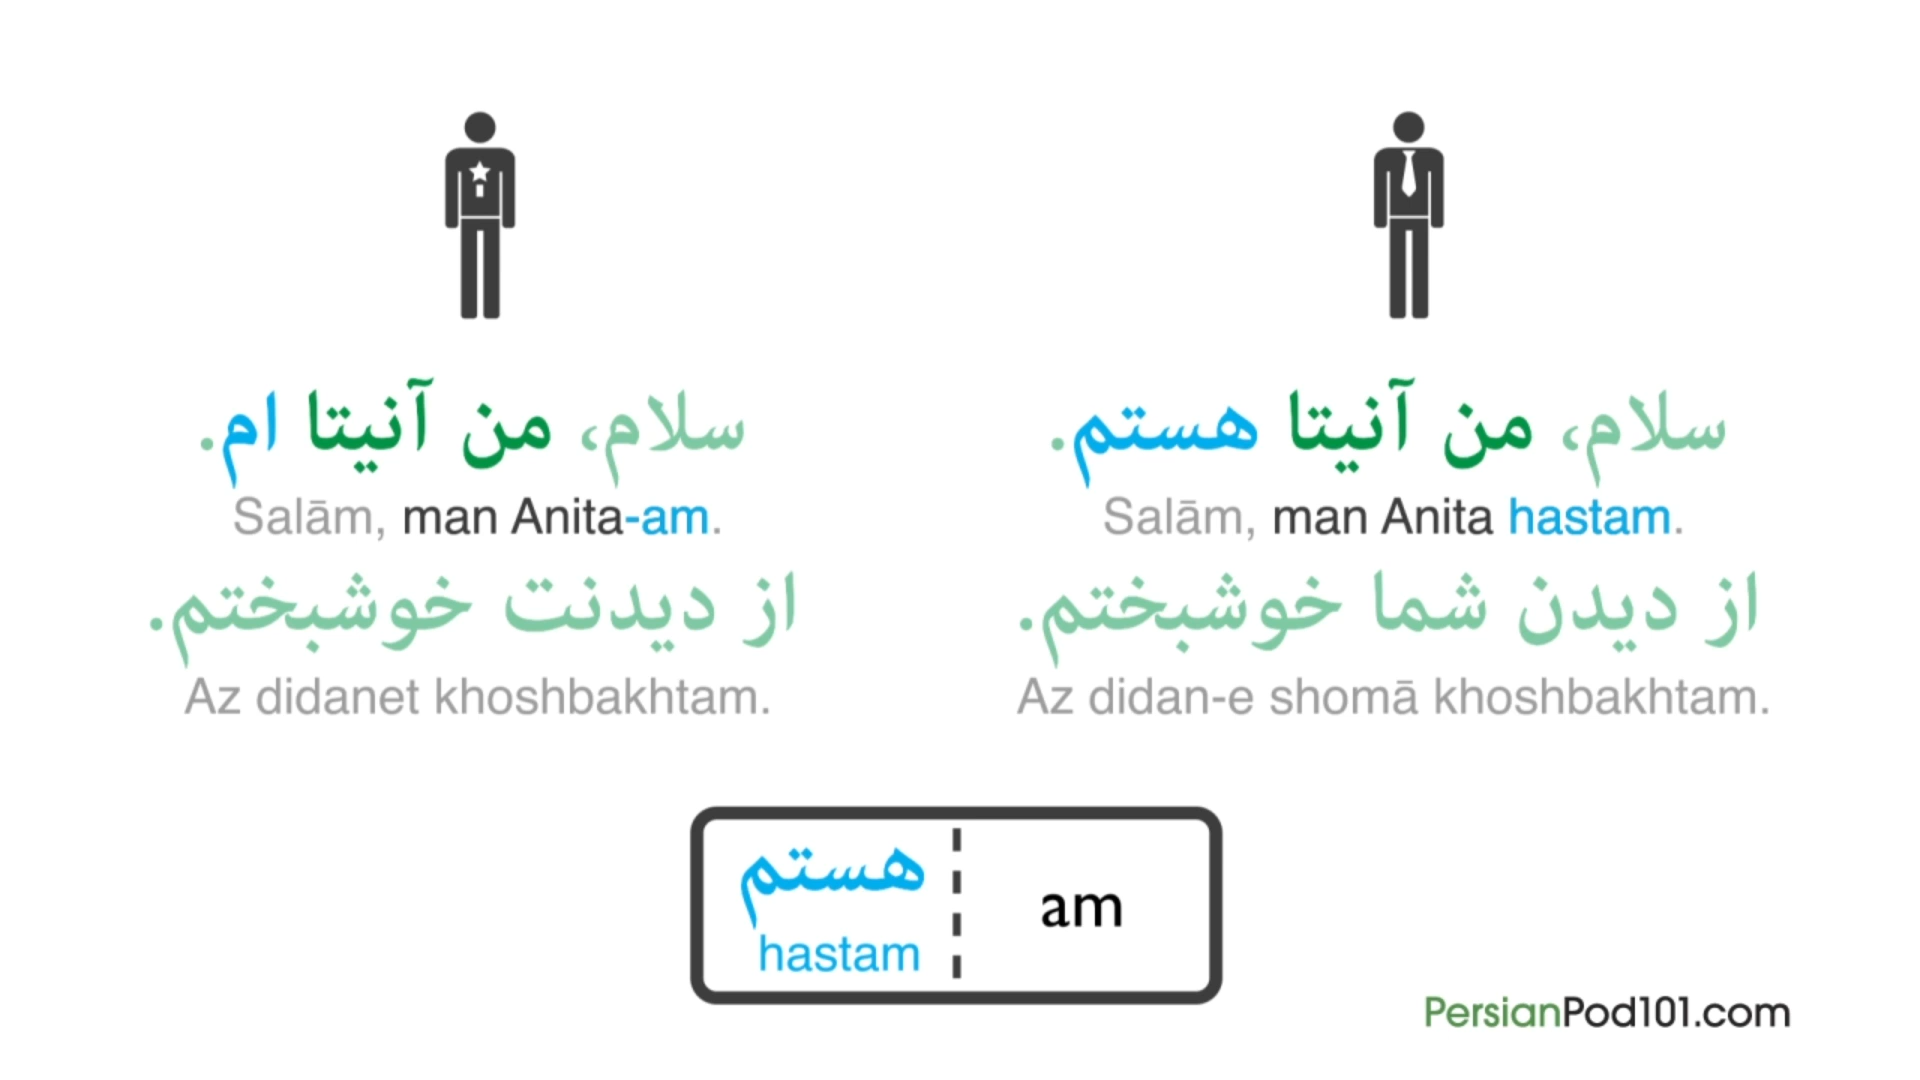 سلام، من آنیتا ام.
Salām, man Anita-am.
از دیدنت خوشبختم.
Az didanet khoshbakhtam.
سلام، من آنیتا هستم.
Salām, man Anita hastam.
از دیدن شما خوشبختم.
Az didan-e shomā khoshbakhtam.
هستم
hastam
am
PersianPod101.com